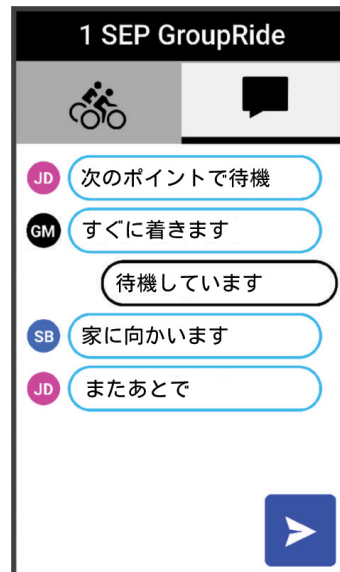 1 SEP GroupRide
JD 次のポイントで待機
GM すぐに着きます
待機しています
SB 家に向かいます
JD またあとで